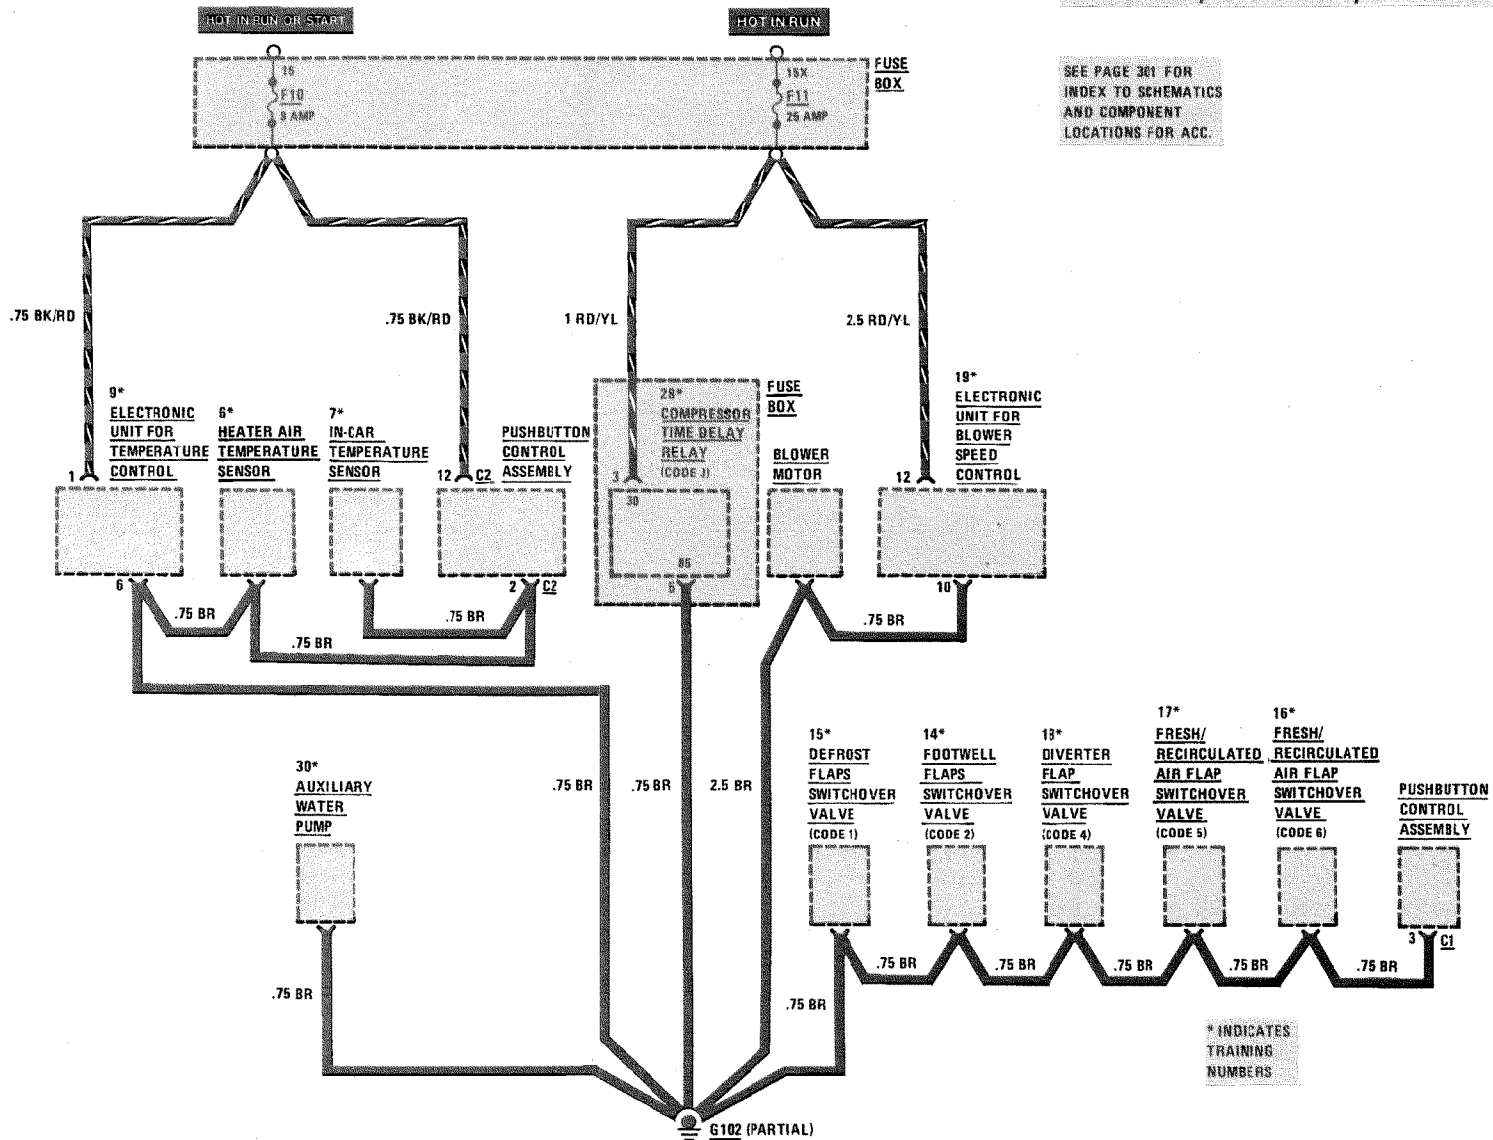 HOT IN RUN OR START
HOT IN RUN
15
F10
8 AMP
15X
F11
25 AMP
FUSE
BOX
SEE PAGE 301 FOR
INDEX TO SCHEMATICS
AND COMPONENT
LOCATIONS FOR ACC.
.75 BK/RD
.75 BK/RD
1 RD/YL
2.5 RD/YL
9*
ELECTRONIC
UNIT FOR
TEMPERATURE
CONTROL
6*
HEATER AIR
TEMPERATURE
SENSOR
7*
IN-CAR
TEMPERATURE
SENSOR
PUSHBUTTON
CONTROL
ASSEMBLY
28*
COMPRESSOR
TIME DELAY
RELAY
(CODE J)
FUSE
BOX
BLOWER
MOTOR
19*
ELECTRONIC
UNIT FOR
BLOWER
SPEED
CONTROL
1
12 C2
3
12
30
85
6
2 C2
5
10
.75 BR
.75 BR
.75 BR
.75 BR
.75 BR
.75 BR
2.5 BR
30*
AUXILIARY
WATER
PUMP
15*
DEFROST
FLAPS
SWITCHOVER
VALVE
(CODE 1)
14*
FOOTWELL
FLAPS
SWITCHOVER
VALVE
(CODE 2)
13*
DIVERTER
FLAP
SWITCHOVER
VALVE
(CODE 4)
17*
FRESH/
RECIRCULATED
AIR FLAP
SWITCHOVER
VALVE
(CODE 5)
16*
FRESH/
RECIRCULATED
AIR FLAP
SWITCHOVER
VALVE
(CODE 6)
PUSHBUTTON
CONTROL
ASSEMBLY
3 C1
.75 BR
.75 BR
.75 BR
.75 BR
.75 BR
.75 BR
.75 BR
* INDICATES
TRAINING
NUMBERS
G102 (PARTIAL)